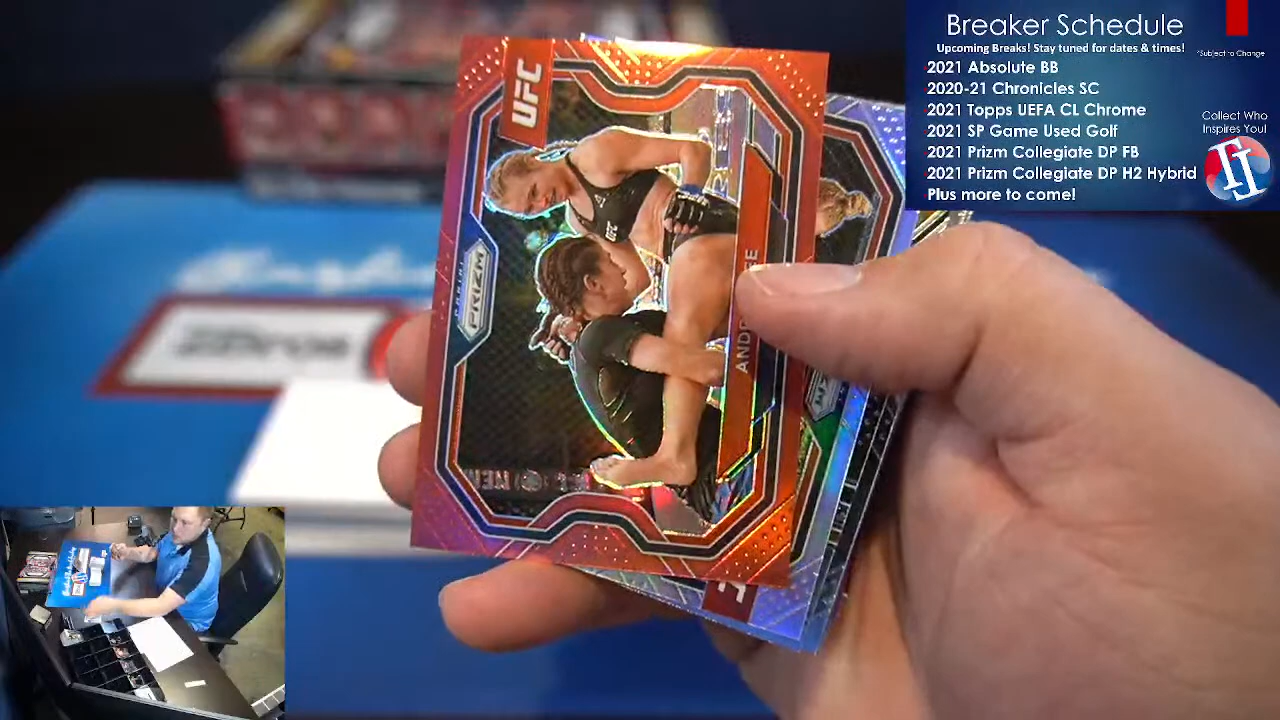 Breaker Schedule
Upcoming Breaks! Stay tuned for dates & times!
*Subject to Change
2021 Absolute BB
2020-21 Chronicles SC
2021 Topps UEFA CL Chrome
2021 SP Game Used Golf
2021 Prizm Collegiate DP FB
2021 Prizm Collegiate DP H2 Hybrid
Plus more to come!
Collect Who
Inspires You!
UFC
PANINI
PRIZM
UFC